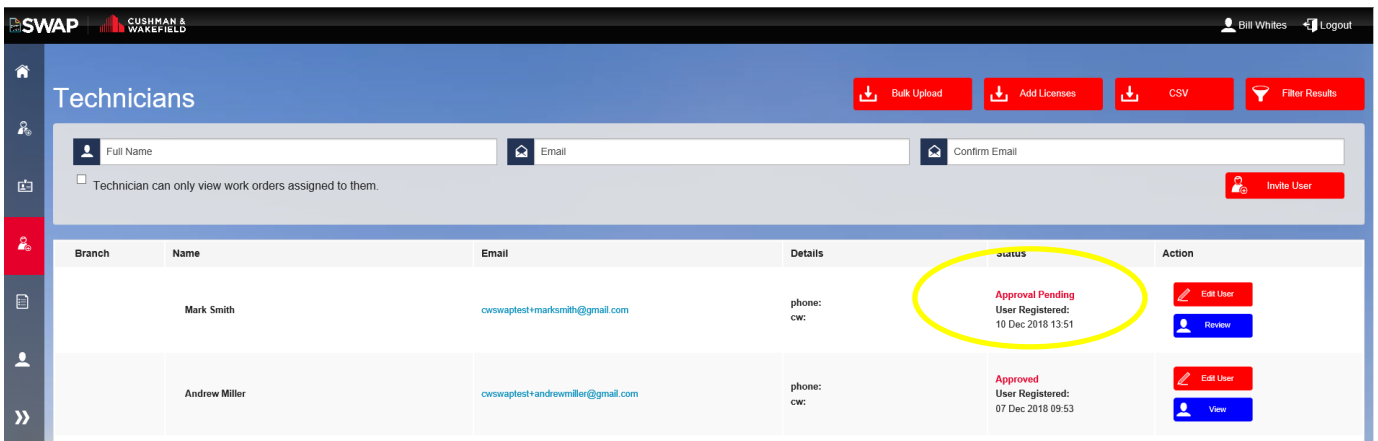 SWAP CUSHMAN & WAKEFIELD Bill Whites Logout
Technicians Bulk Upload Add Licenses CSV Filter Results
Full Name Email Confirm Email
Technician can only view work orders assigned to them. Invite User
Branch Name Email Details Status Action
Mark Smith cwswaptest+marksmith@gmail.com phone: cw: Approval Pending User Registered: 10 Dec 2018 13:51 Edit User Review
Andrew Miller cwswaptest+andrewmiller@gmail.com phone: cw: Approved User Registered: 07 Dec 2018 09:53 Edit User View